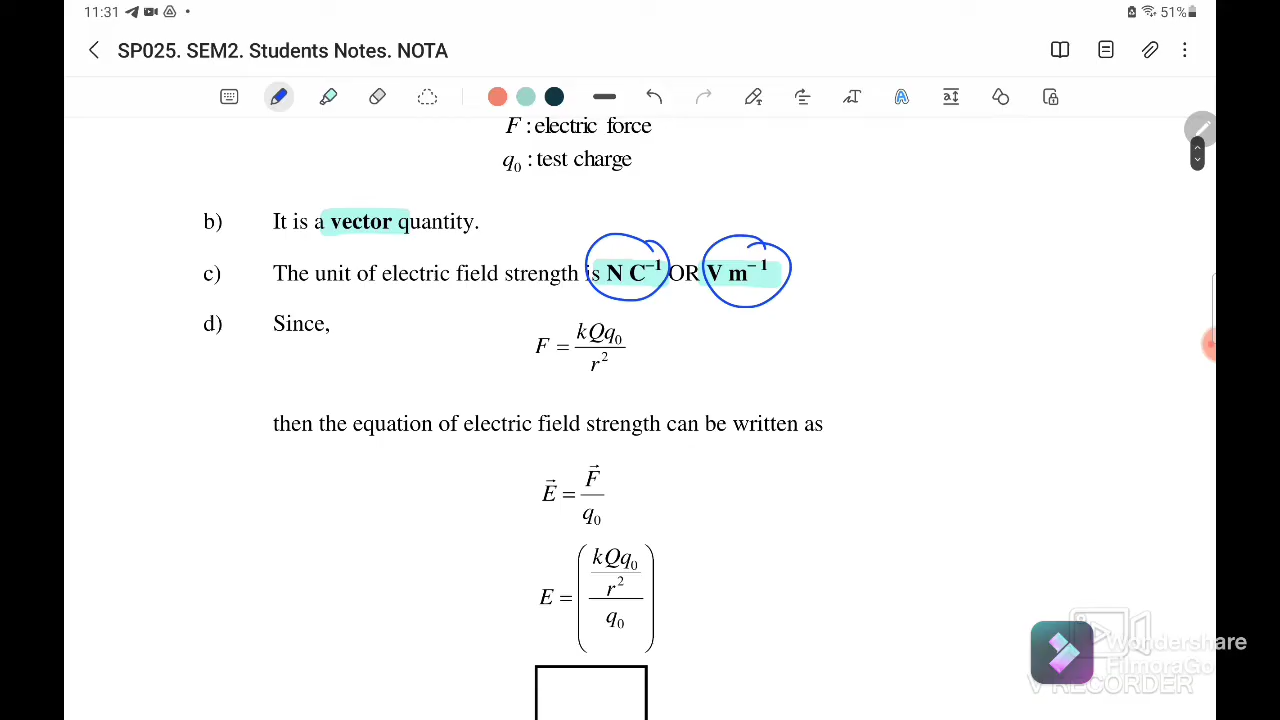 11:31
51%
SP025. SEM2. Students Notes. NOTA
F : electric force
q0 : test charge
b) It is a vector quantity.
c) The unit of electric field strength is N C⁻¹ OR V m⁻¹
d) Since,
F = kQq0 / r²
then the equation of electric field strength can be written as
E⃗ = F⃗ / q0
E = ( (kQq0 / r²) / q0 )
Wondershare
FilmoraGo
V RECORDER